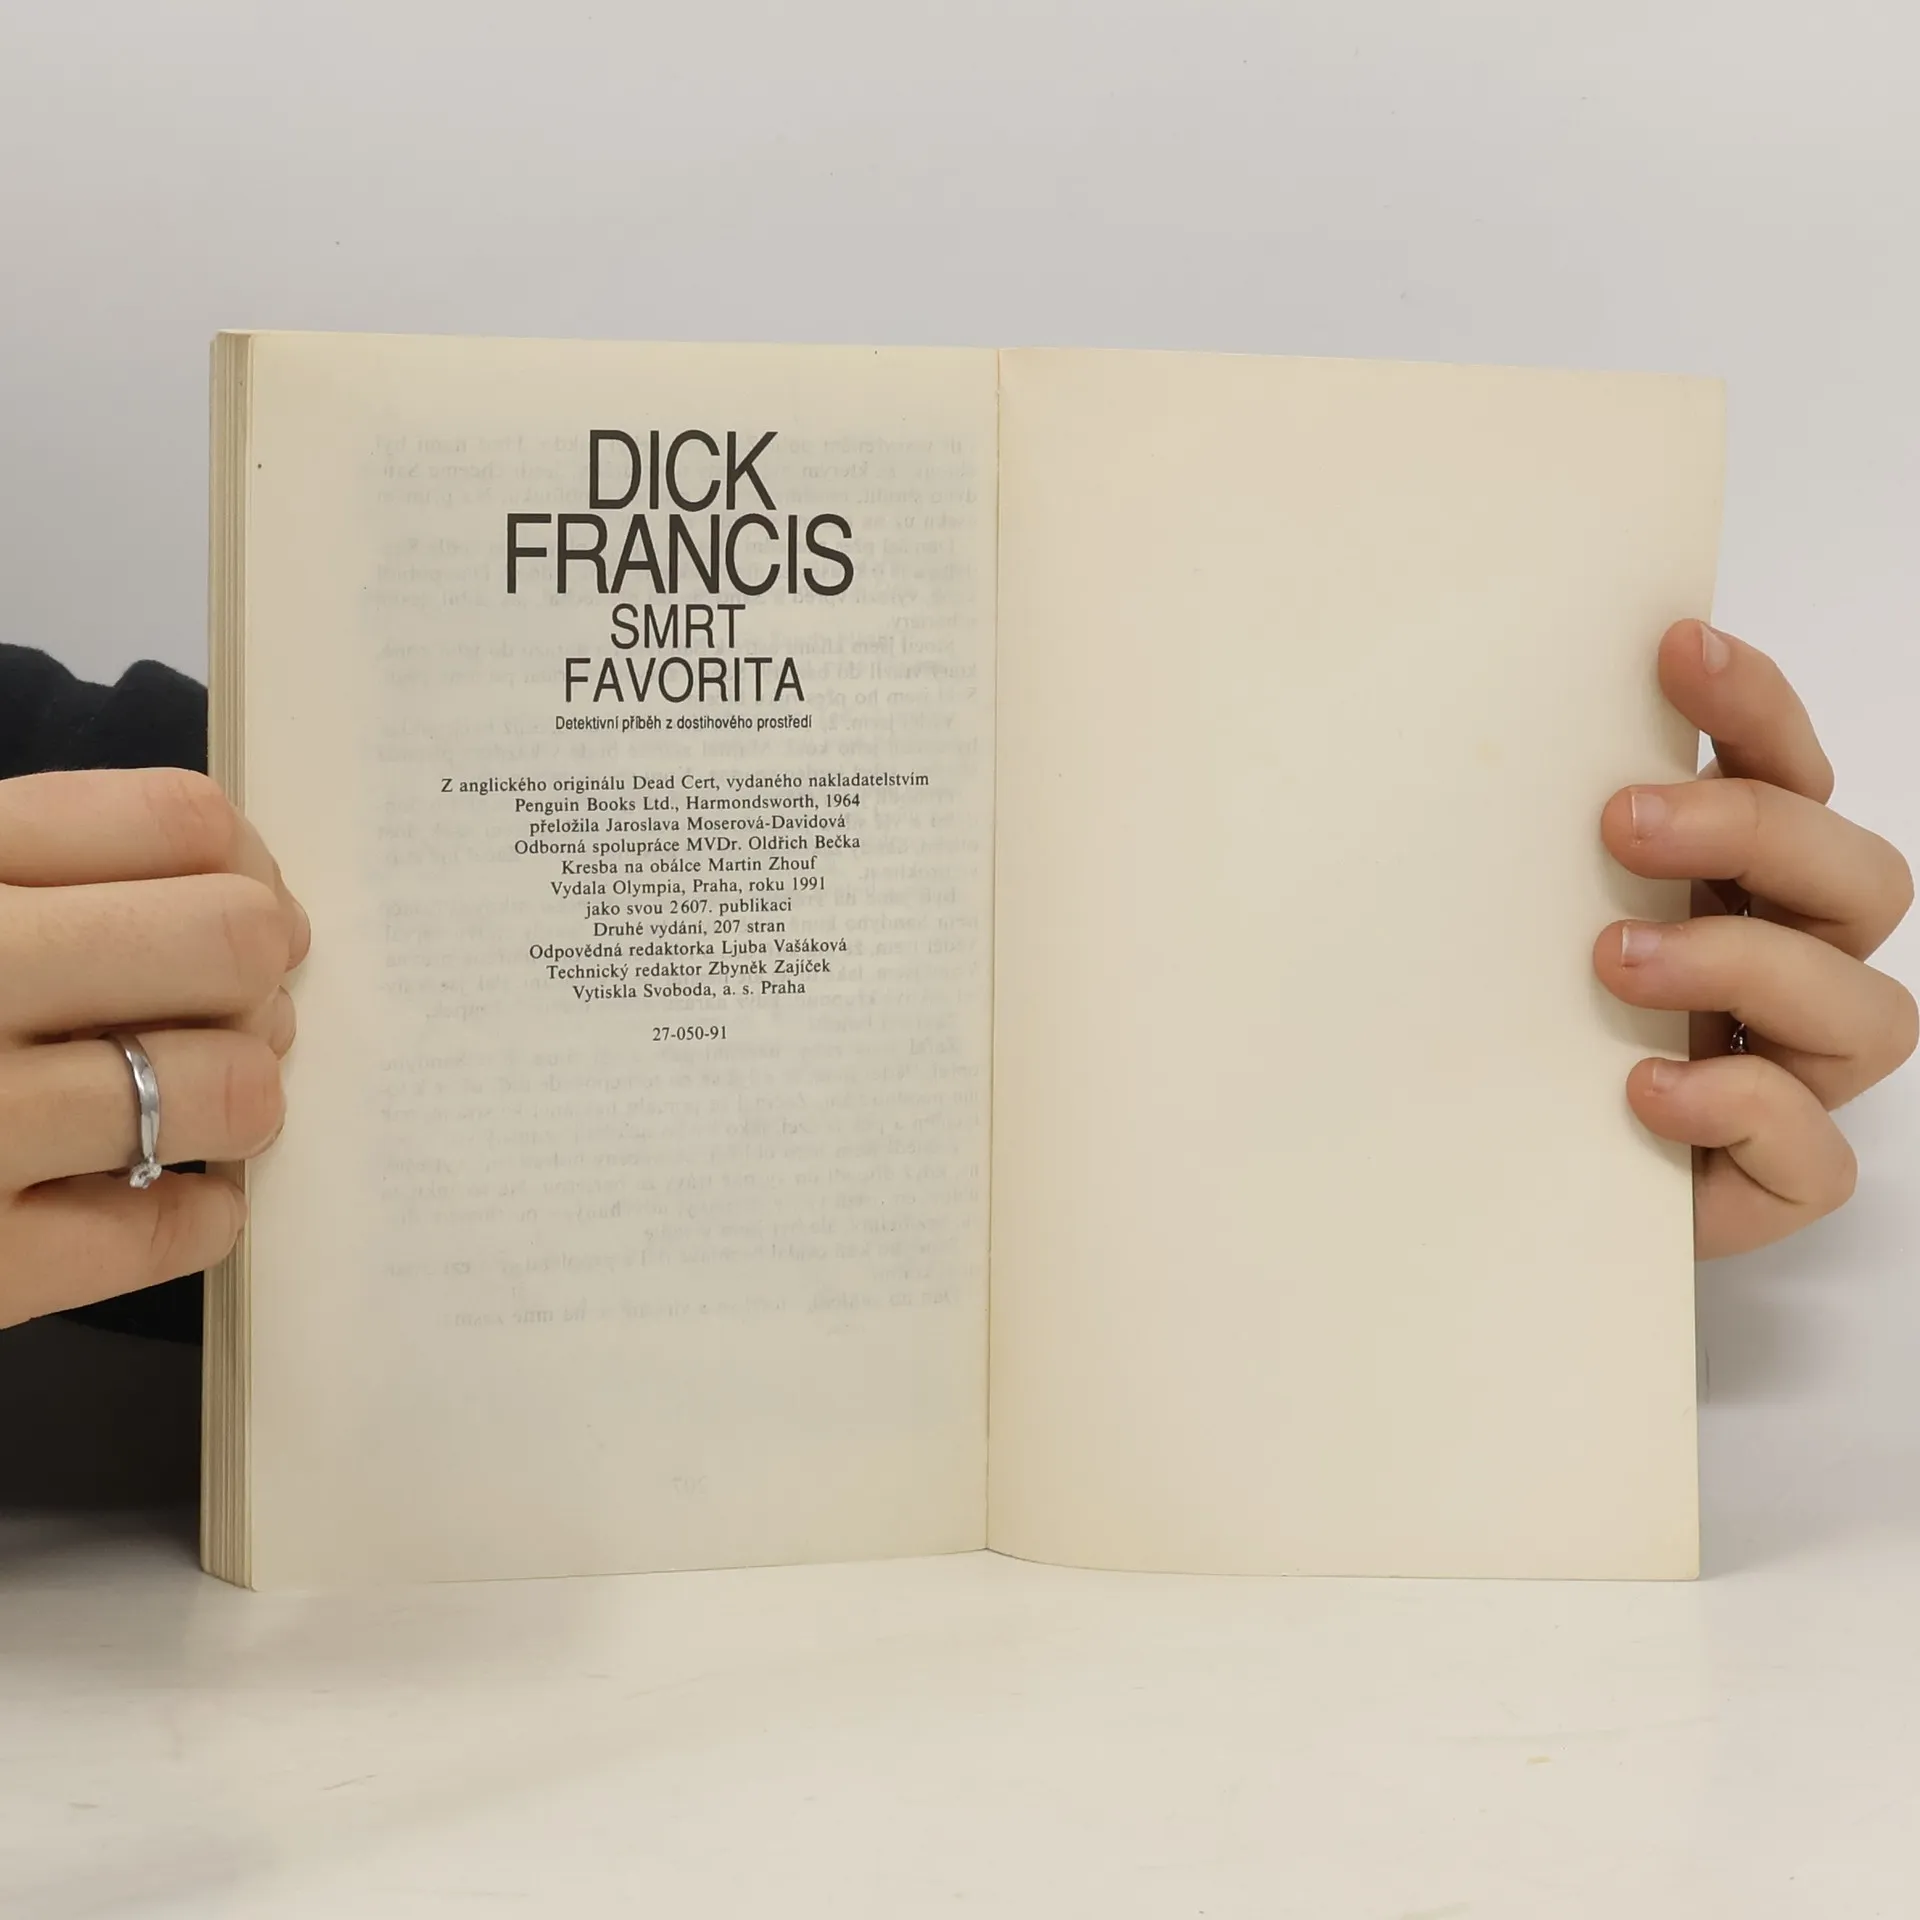 DICK
FRANCIS
SMRT
FAVORITA
Detektivní příběh z dostihového prostředí
Z anglického originálu Dead Cert, vydaného nakladatelstvím
Penguin Books Ltd., Harmondsworth, 1964
přeložila Jaroslava Moserová-Davidová
Odborná spolupráce MVDr. Oldřich Bečka
Kresba na obálce Martin Zhouf
Vydala Olympia, Praha, roku 1991
jako svou 2607. publikaci
Druhé vydání, 207 stran
Odpovědná redaktorka Ljuba Vašáková
Technický redaktor Zbyněk Zajíček
Vytiskla Svoboda, a. s. Praha
27-050-91